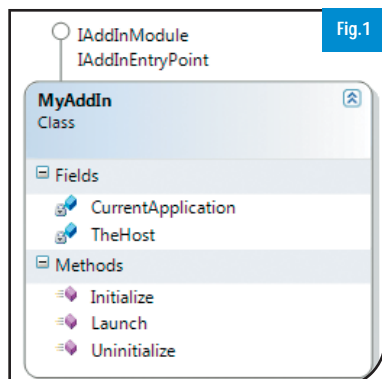 Fig.1
IAddInModule
IAddInEntryPoint
MyAddIn
Class
Fields
CurrentApplication
TheHost
Methods
Initialize
Launch
Uninitialize